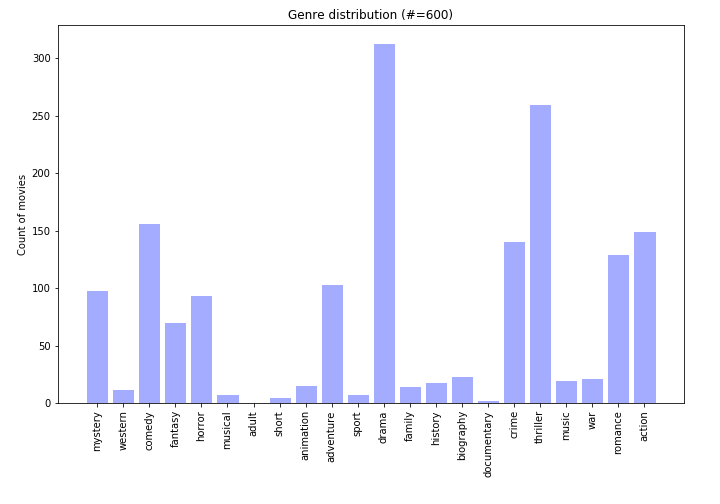 Genre distribution (#=600)
Count of movies
300
250
200
150
100
50
0
mystery
western
comedy
fantasy
horror
musical
adult
short
animation
adventure
sport
drama
family
history
biography
documentary
crime
thriller
music
war
romance
action